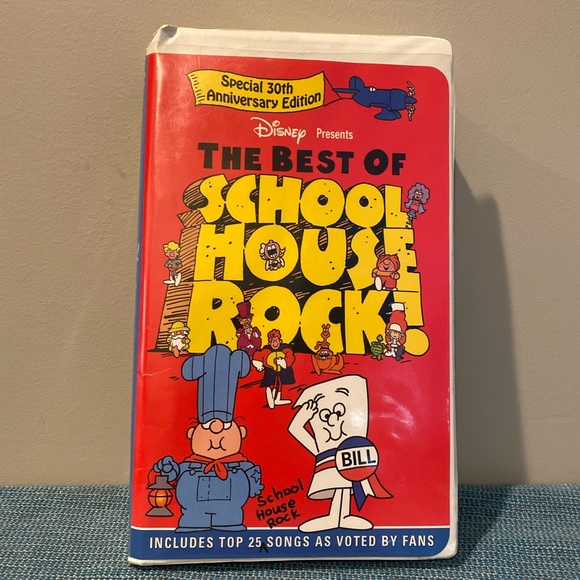 Special 30th
Anniversary Edition
Disney Presents
THE BEST OF
SCHOOL
HOUSE
ROCK!
BILL
School
House
Rock
INCLUDES TOP 25 SONGS AS VOTED BY FANS